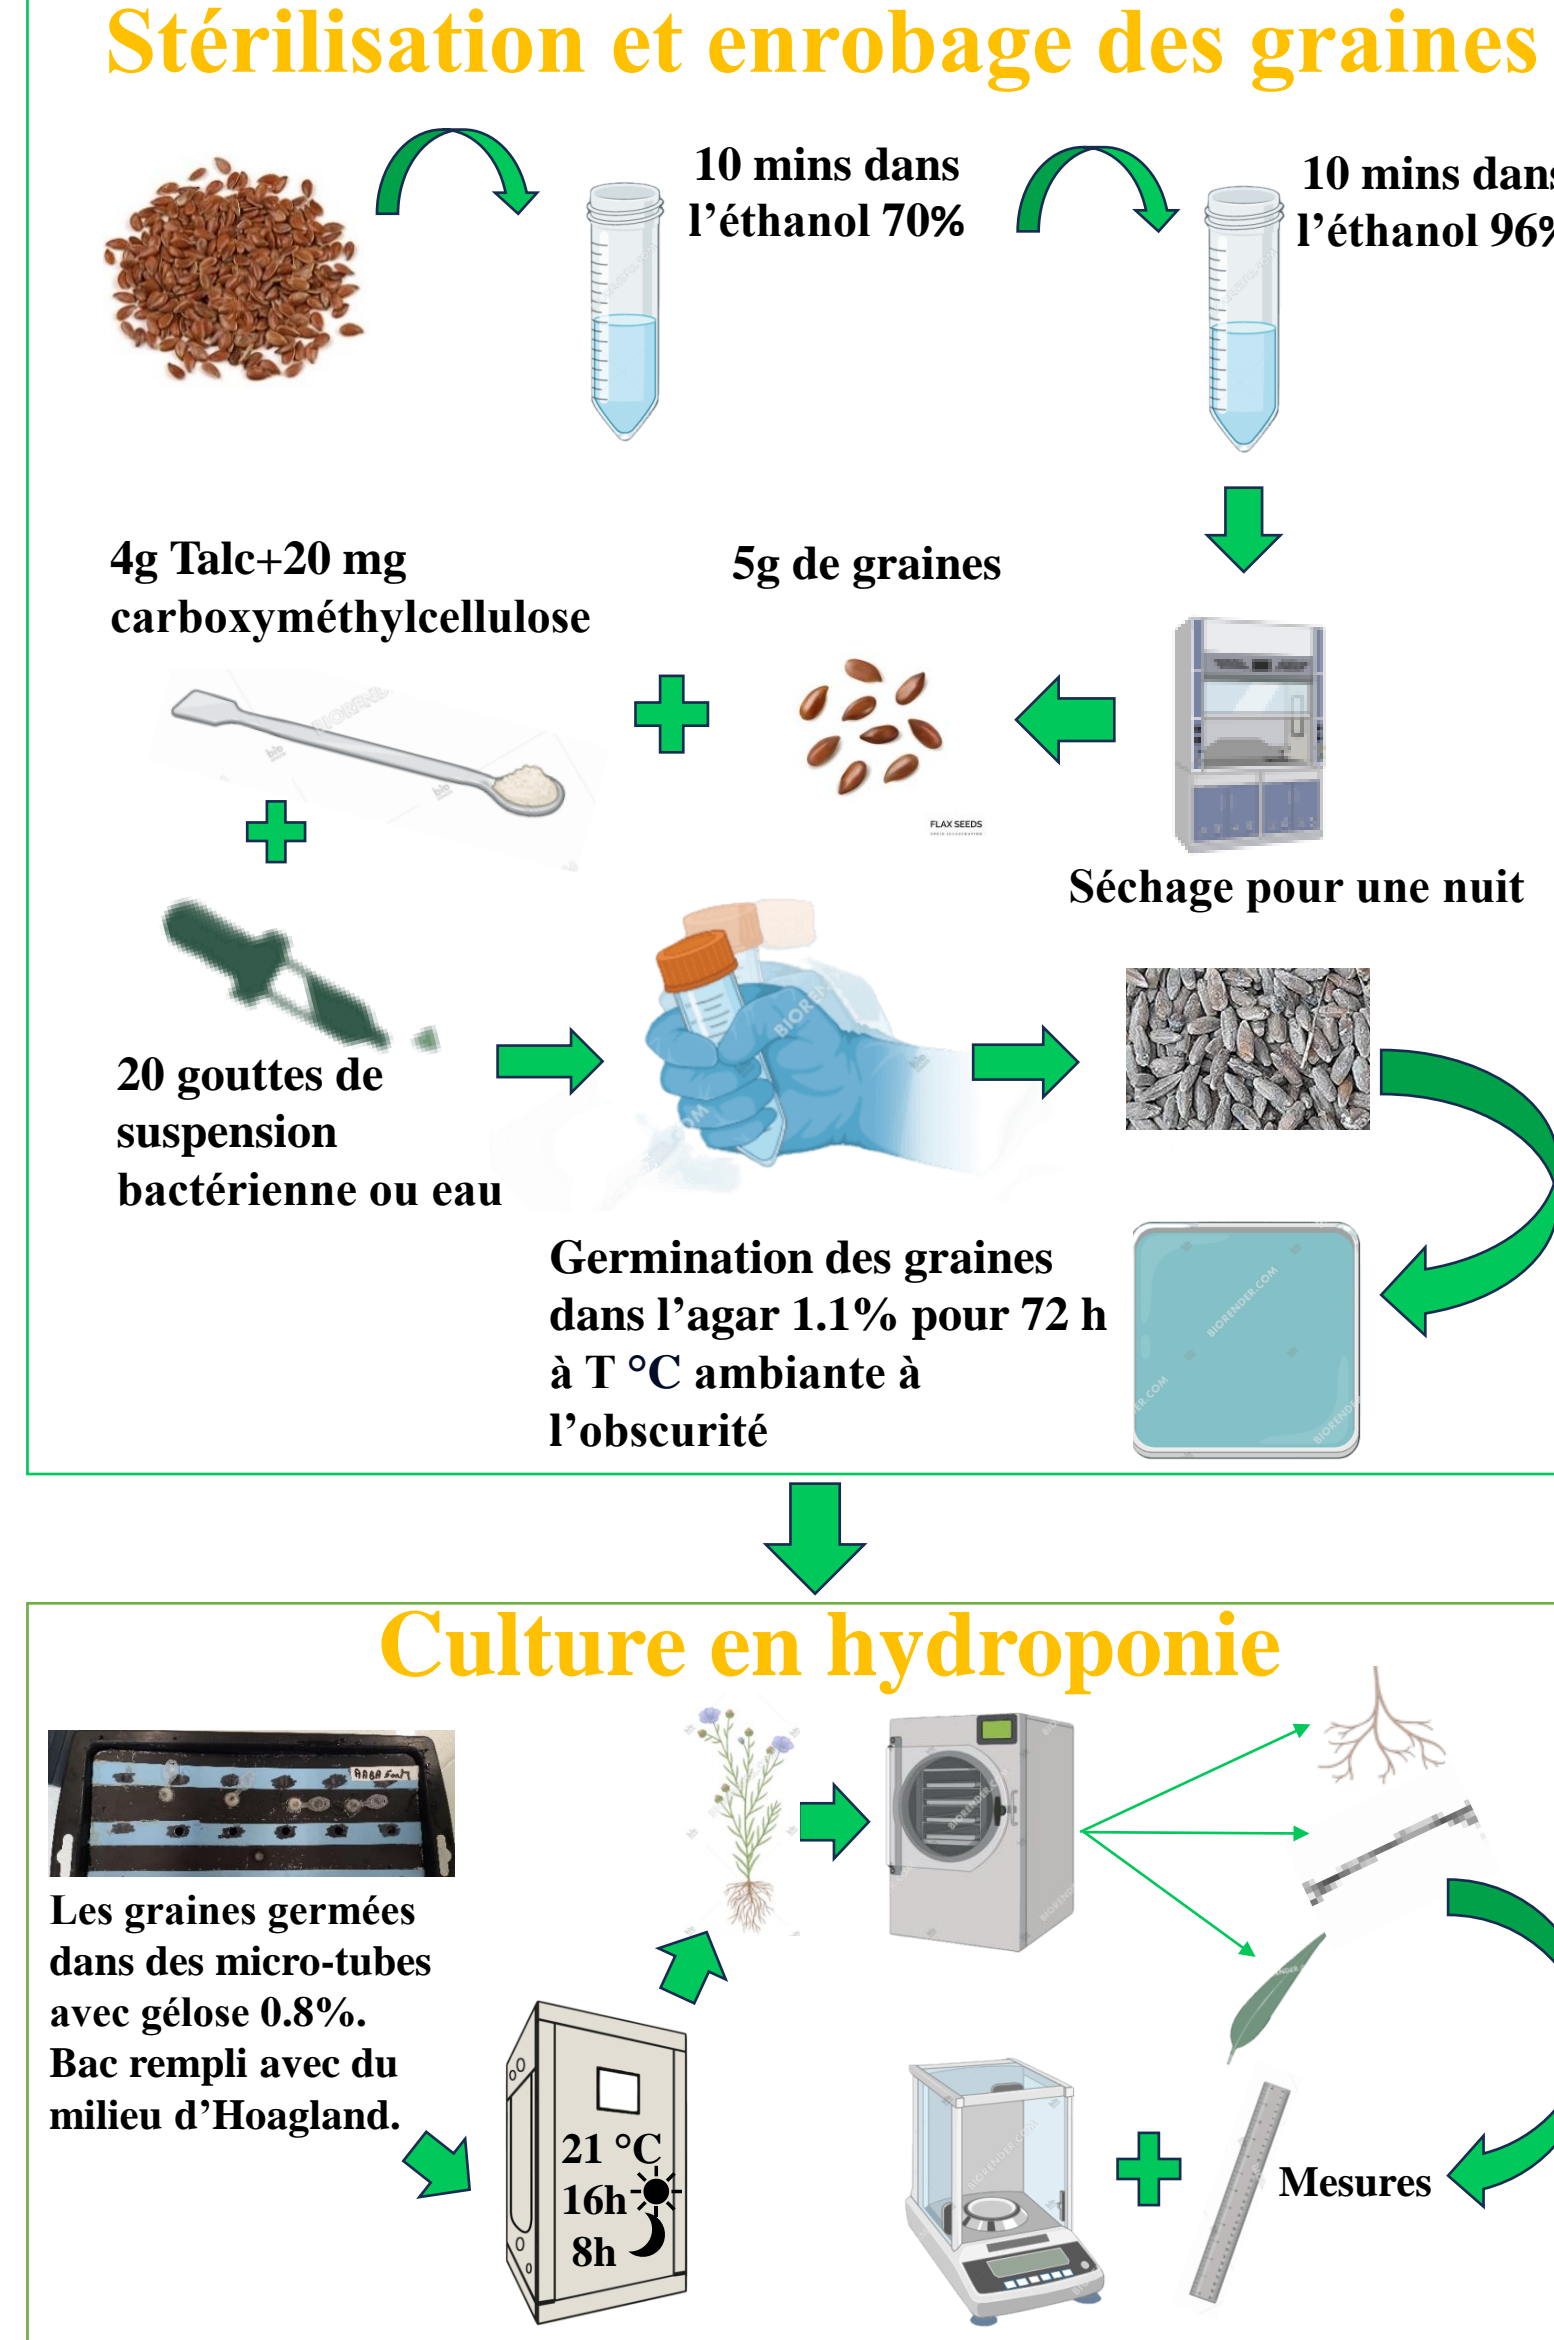 Stérilisation et enrobage des graines
10 mins dans
l’éthanol 70%
10 mins dans
l’éthanol 96%
4g Talc+20 mg
carboxyméthylcellulose
5g de graines
FLAX SEEDS
Séchage pour une nuit
20 gouttes de
suspension
bactérienne ou eau
Germination des graines
dans l’agar 1.1% pour 72 h
à T °C ambiante à
l’obscurité
Culture en hydroponie
Les graines germées
dans des micro-tubes
avec gélose 0.8%.
Bac rempli avec du
milieu d’Hoagland.
21 °C
16h
8h
Mesures
BIORENDER
BIORENDER.COM